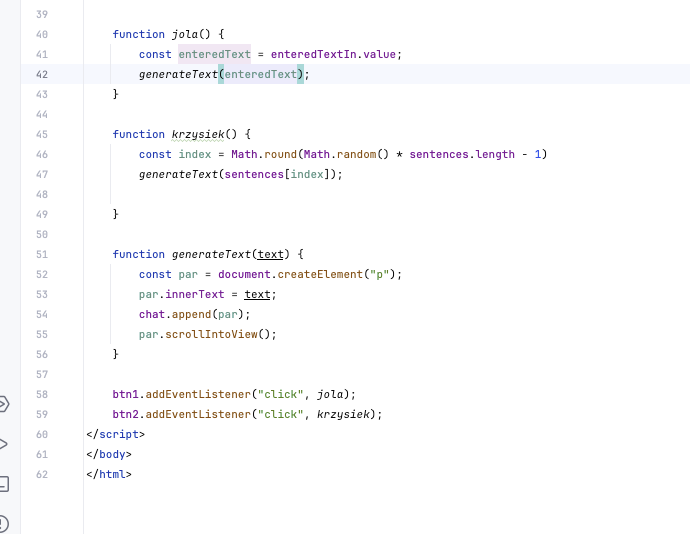 39
40 function jola() {
41 const enteredText = enteredTextIn.value;
42 generateText(enteredText);
43 }
44
45 function krzysiek() {
46 const index = Math.round(Math.random() * sentences.length - 1)
47 generateText(sentences[index]);
48
49 }
50
51 function generateText(text) {
52 const par = document.createElement("p");
53 par.innerText = text;
54 chat.append(par);
55 par.scrollIntoView();
56 }
57
58 btn1.addEventListener("click", jola);
59 btn2.addEventListener("click", krzysiek);
60 </script>
61 </body>
62 </html>